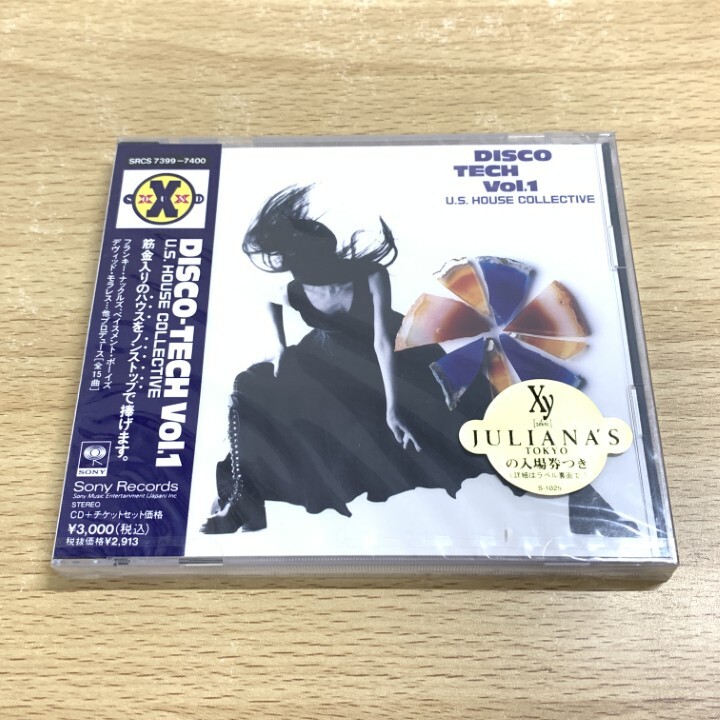 SRCS 7399-7400
X
DISCO-TECH Vol.1
U.S. HOUSE COLLECTIVE
筋金入りのハウスをノンストップで捧げます。
フランキー・ナックルズ、ベイスメント・ボーイズ
デヴィッド・モラレス…他プロデュース[全15曲]
SONY
Sony Records
Sony Music Entertainment (Japan) Inc
STEREO
CD+チケットセット価格
¥3,000(税込)
税抜価格¥2,913
DISCO
TECH
Vol.1
U.S. HOUSE COLLECTIVE
Xy
JULIANA'S
TOKYO
の入場券つき